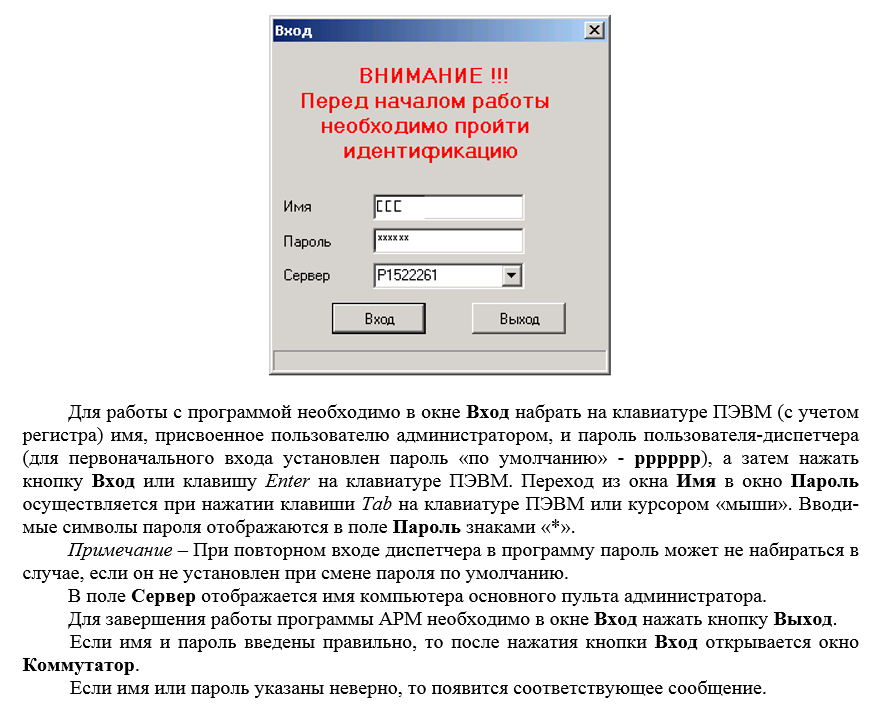 Вход
ВНИМАНИЕ !!!
Перед началом работы
необходимо пройти
идентификацию
Имя
ССС
Пароль
××××××
Сервер
P1522261
Вход
Выход
Для работы с программой необходимо в окне Вход набрать на клавиатуре ПЭВМ (с учетом
регистра) имя, присвоенное пользователю администратором, и пароль пользователя-диспетчера
(для первоначального входа установлен пароль «по умолчанию» - рррррр), а затем нажать
кнопку Вход или клавишу Enter на клавиатуре ПЭВМ. Переход из окна Имя в окно Пароль
осуществляется при нажатии клавиши Tab на клавиатуре ПЭВМ или курсором «мыши». Вводи-
мые символы пароля отображаются в поле Пароль знаками «*».
Примечание – При повторном входе диспетчера в программу пароль может не набираться в
случае, если он не установлен при смене пароля по умолчанию.
В поле Сервер отображается имя компьютера основного пульта администратора.
Для завершения работы программы АРМ необходимо в окне Вход нажать кнопку Выход.
Если имя и пароль введены правильно, то после нажатия кнопки Вход открывается окно
Коммутатор.
Если имя или пароль указаны неверно, то появится соответствующее сообщение.